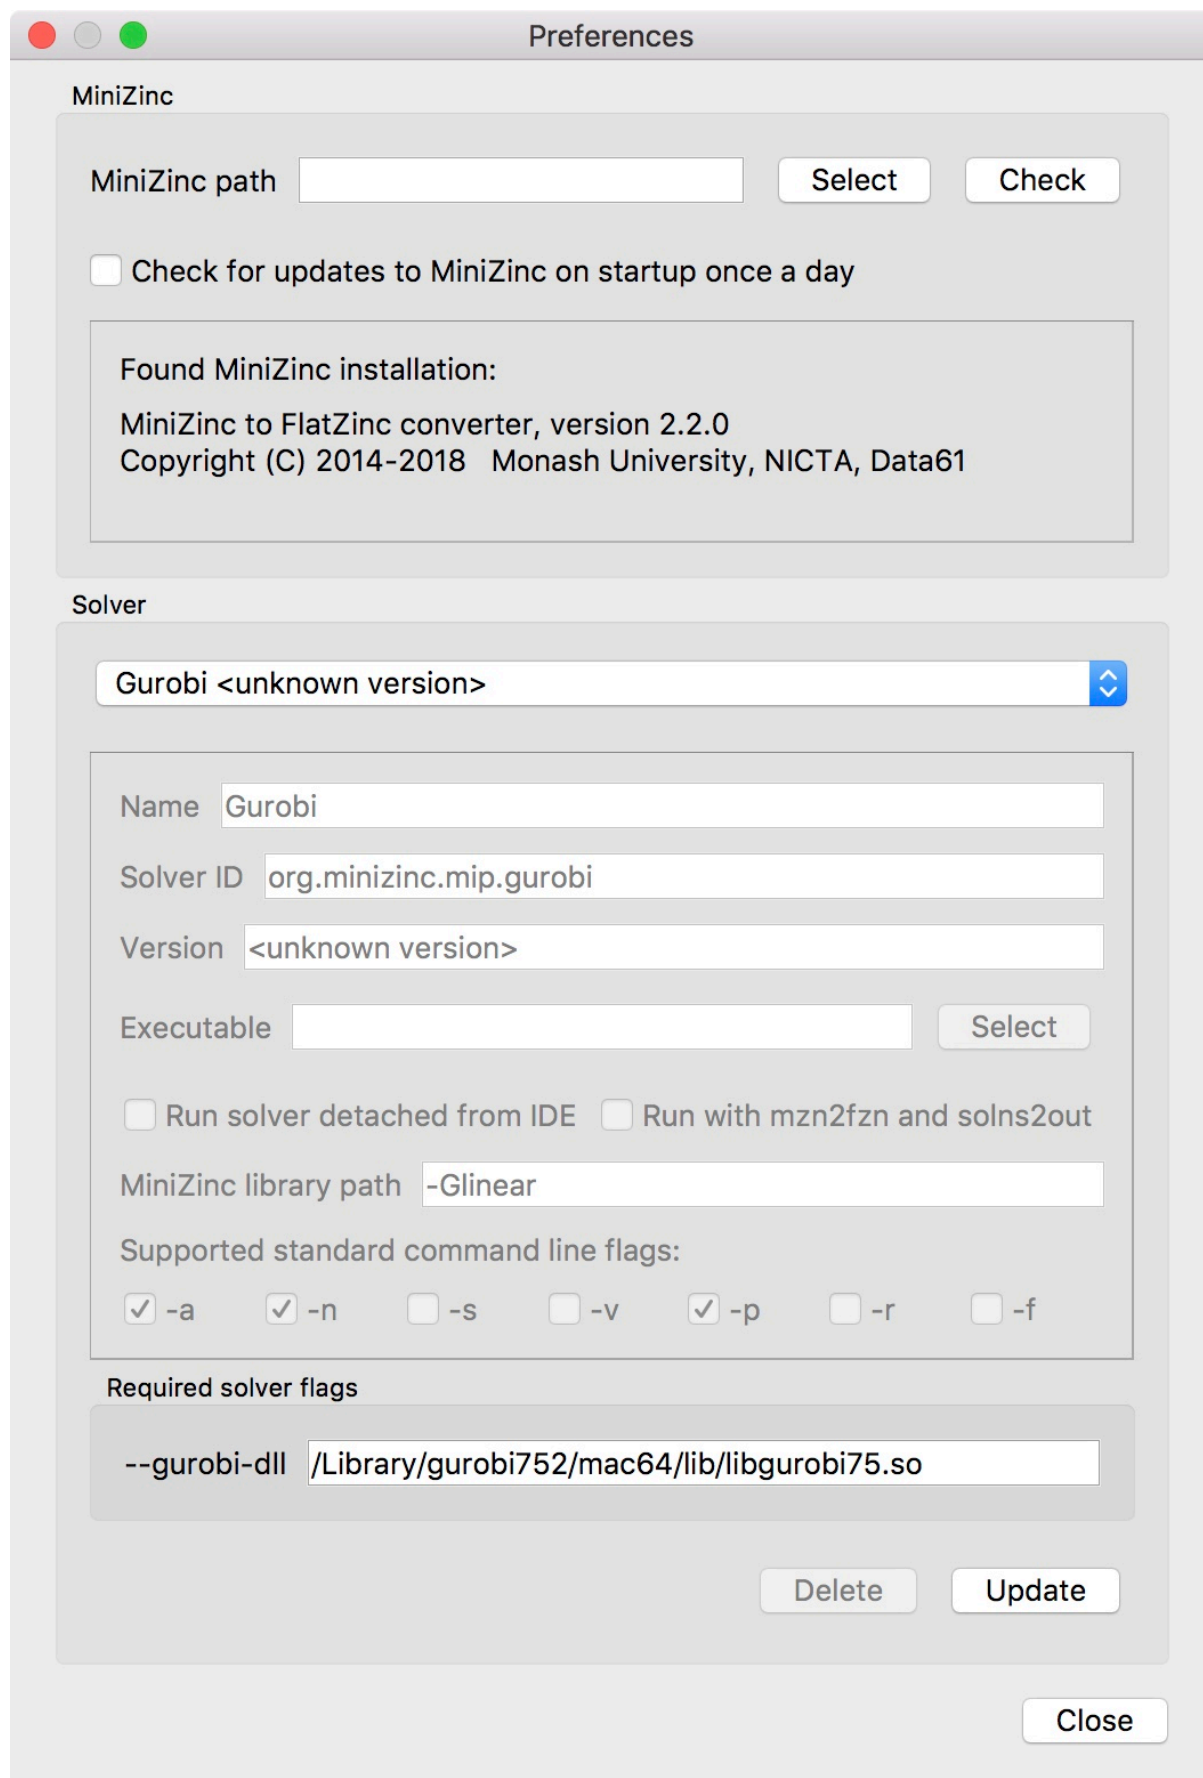 Preferences
MiniZinc
MiniZinc path Select Check
Check for updates to MiniZinc on startup once a day
Found MiniZinc installation:
MiniZinc to FlatZinc converter, version 2.2.0
Copyright (C) 2014-2018 Monash University, NICTA, Data61
Solver
Gurobi <unknown version>
Name Gurobi
Solver ID org.minizinc.mip.gurobi
Version <unknown version>
Executable Select
Run solver detached from IDE Run with mzn2fzn and solns2out
MiniZinc library path -Glinear
Supported standard command line flags:
-a -n -s -v -p -r -f
Required solver flags
--gurobi-dll /Library/gurobi752/mac64/lib/libgurobi75.so
Delete Update
Close